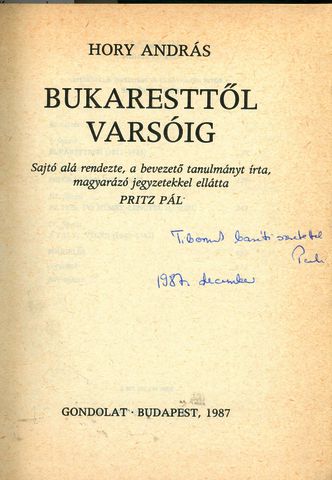 HORY ANDRÁS
BUKARESTTŐL
VARSÓIG
Sajtó alá rendezte, a bevezető tanulmányt írta,
magyarázó jegyzetekkel ellátta
PRITZ PÁL
Tibornak baráti szeretettel
Pali
1987. december
GONDOLAT · BUDAPEST, 1987